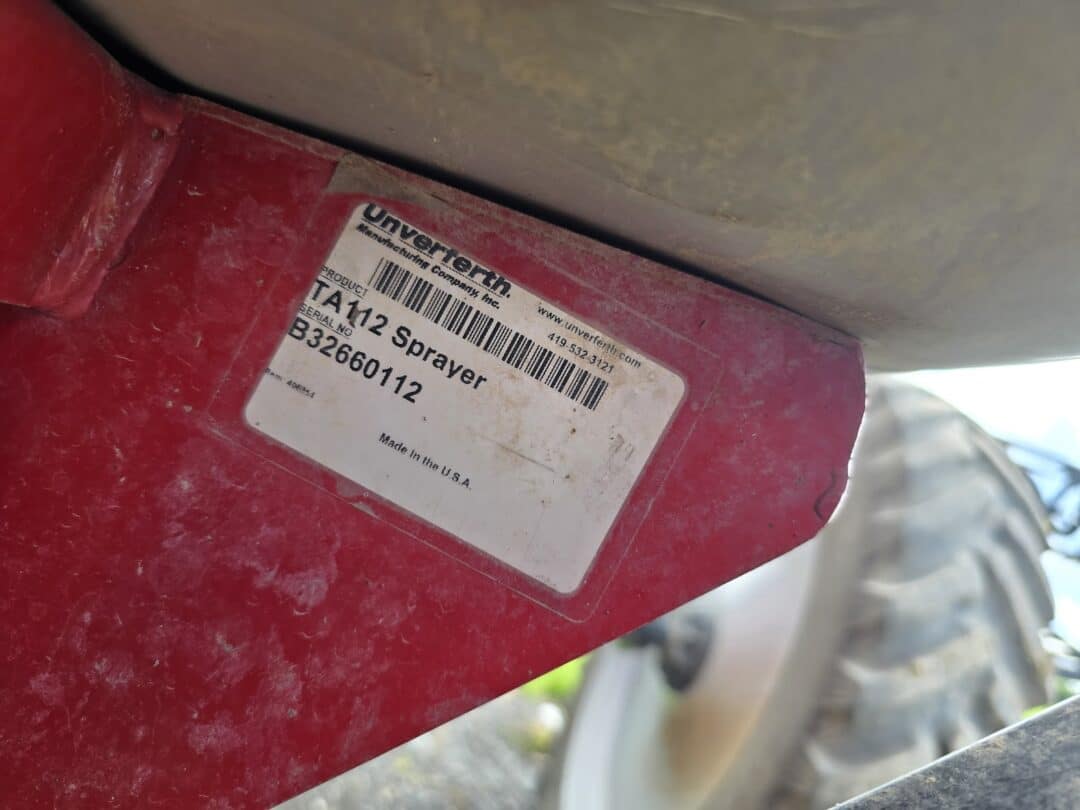 Unverferth.
Manufacturing Company, Inc.
www.unverferth.com
419-532-3121
PRODUCT
TA112 Sprayer
SERIAL NO
B32660112
Made in the U.S.A.